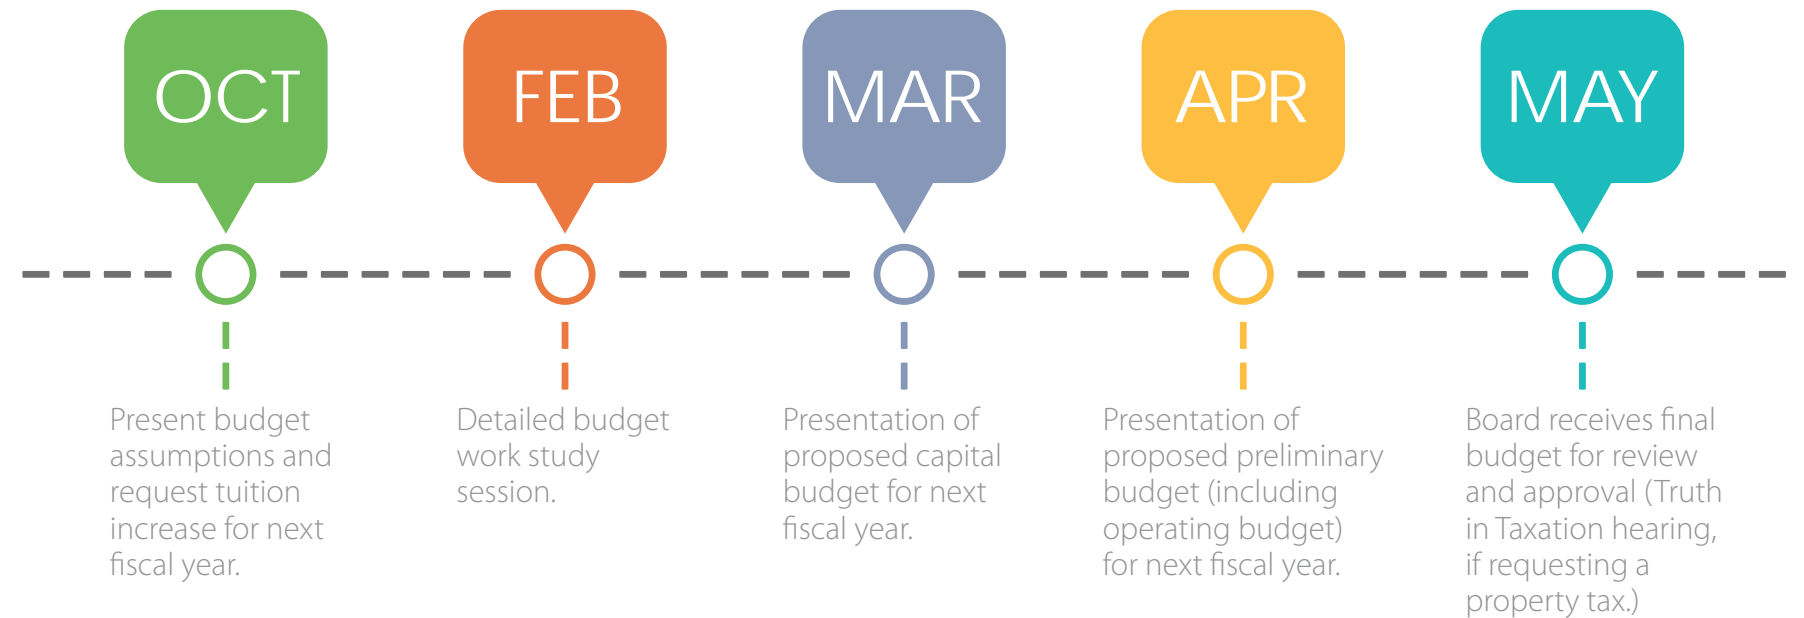 OCT
FEB
MAR
APR
MAY
Present budget
assumptions and
request tuition
increase for next
fiscal year.
Detailed budget
work study
session.
Presentation of
proposed capital
budget for next
fiscal year.
Presentation of
proposed preliminary
budget (including
operating budget)
for next fiscal year.
Board receives final
budget for review
and approval (Truth
in Taxation hearing,
if requesting a
property tax.)